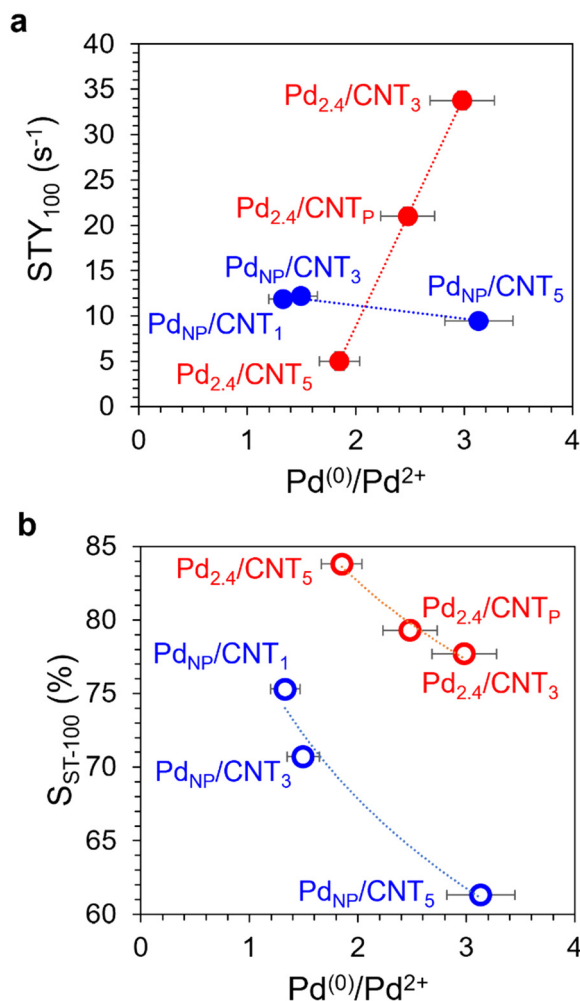 a
STY₁₀₀ (s⁻¹)
40
35
30
25
20
15
10
5
0
Pd₂.₄/CNT₃
Pd₂.₄/CNTP
PdNP/CNT₃
PdNP/CNT₅
PdNP/CNT₁
Pd₂.₄/CNT₅
0 1 2 3 4
Pd⁽⁰⁾/Pd²⁺
b
SST-100 (%)
85
80
75
70
65
60
Pd₂.₄/CNT₅
Pd₂.₄/CNTP
PdNP/CNT₁
Pd₂.₄/CNT₃
PdNP/CNT₃
PdNP/CNT₅
0 1 2 3 4
Pd⁽⁰⁾/Pd²⁺